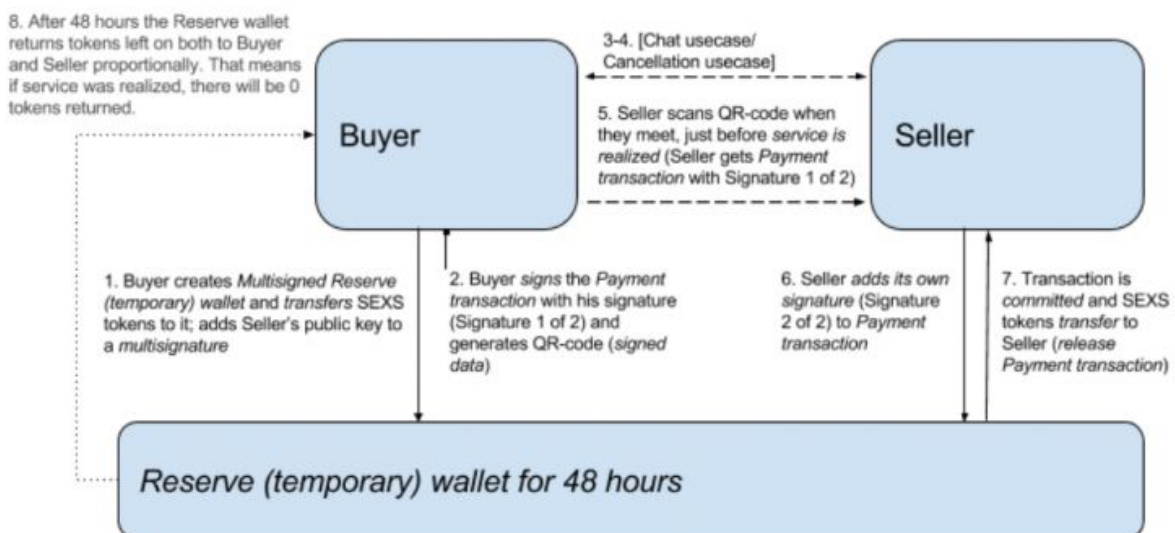 8. After 48 hours the Reserve wallet
returns tokens left on both to Buyer
and Seller proportionally. That means
if service was realized, there will be 0
tokens returned.
Buyer
3-4. [Chat usecase/
Cancellation usecase]
5. Seller scans QR-code when
they meet, just before service is
realized (Seller gets Payment
transaction with Signature 1 of 2)
Seller
1. Buyer creates Multisigned Reserve
(temporary) wallet and transfers SEXS
tokens to it; adds Seller's public key to
a multisignature
2. Buyer signs the Payment
transaction with his signature
(Signature 1 of 2) and
generates QR-code (signed
data)
6. Seller adds its own
signature (Signature
2 of 2) to Payment
transaction
7. Transaction is
committed and SEXS
tokens transfer to
Seller (release
Payment transaction)
Reserve (temporary) wallet for 48 hours